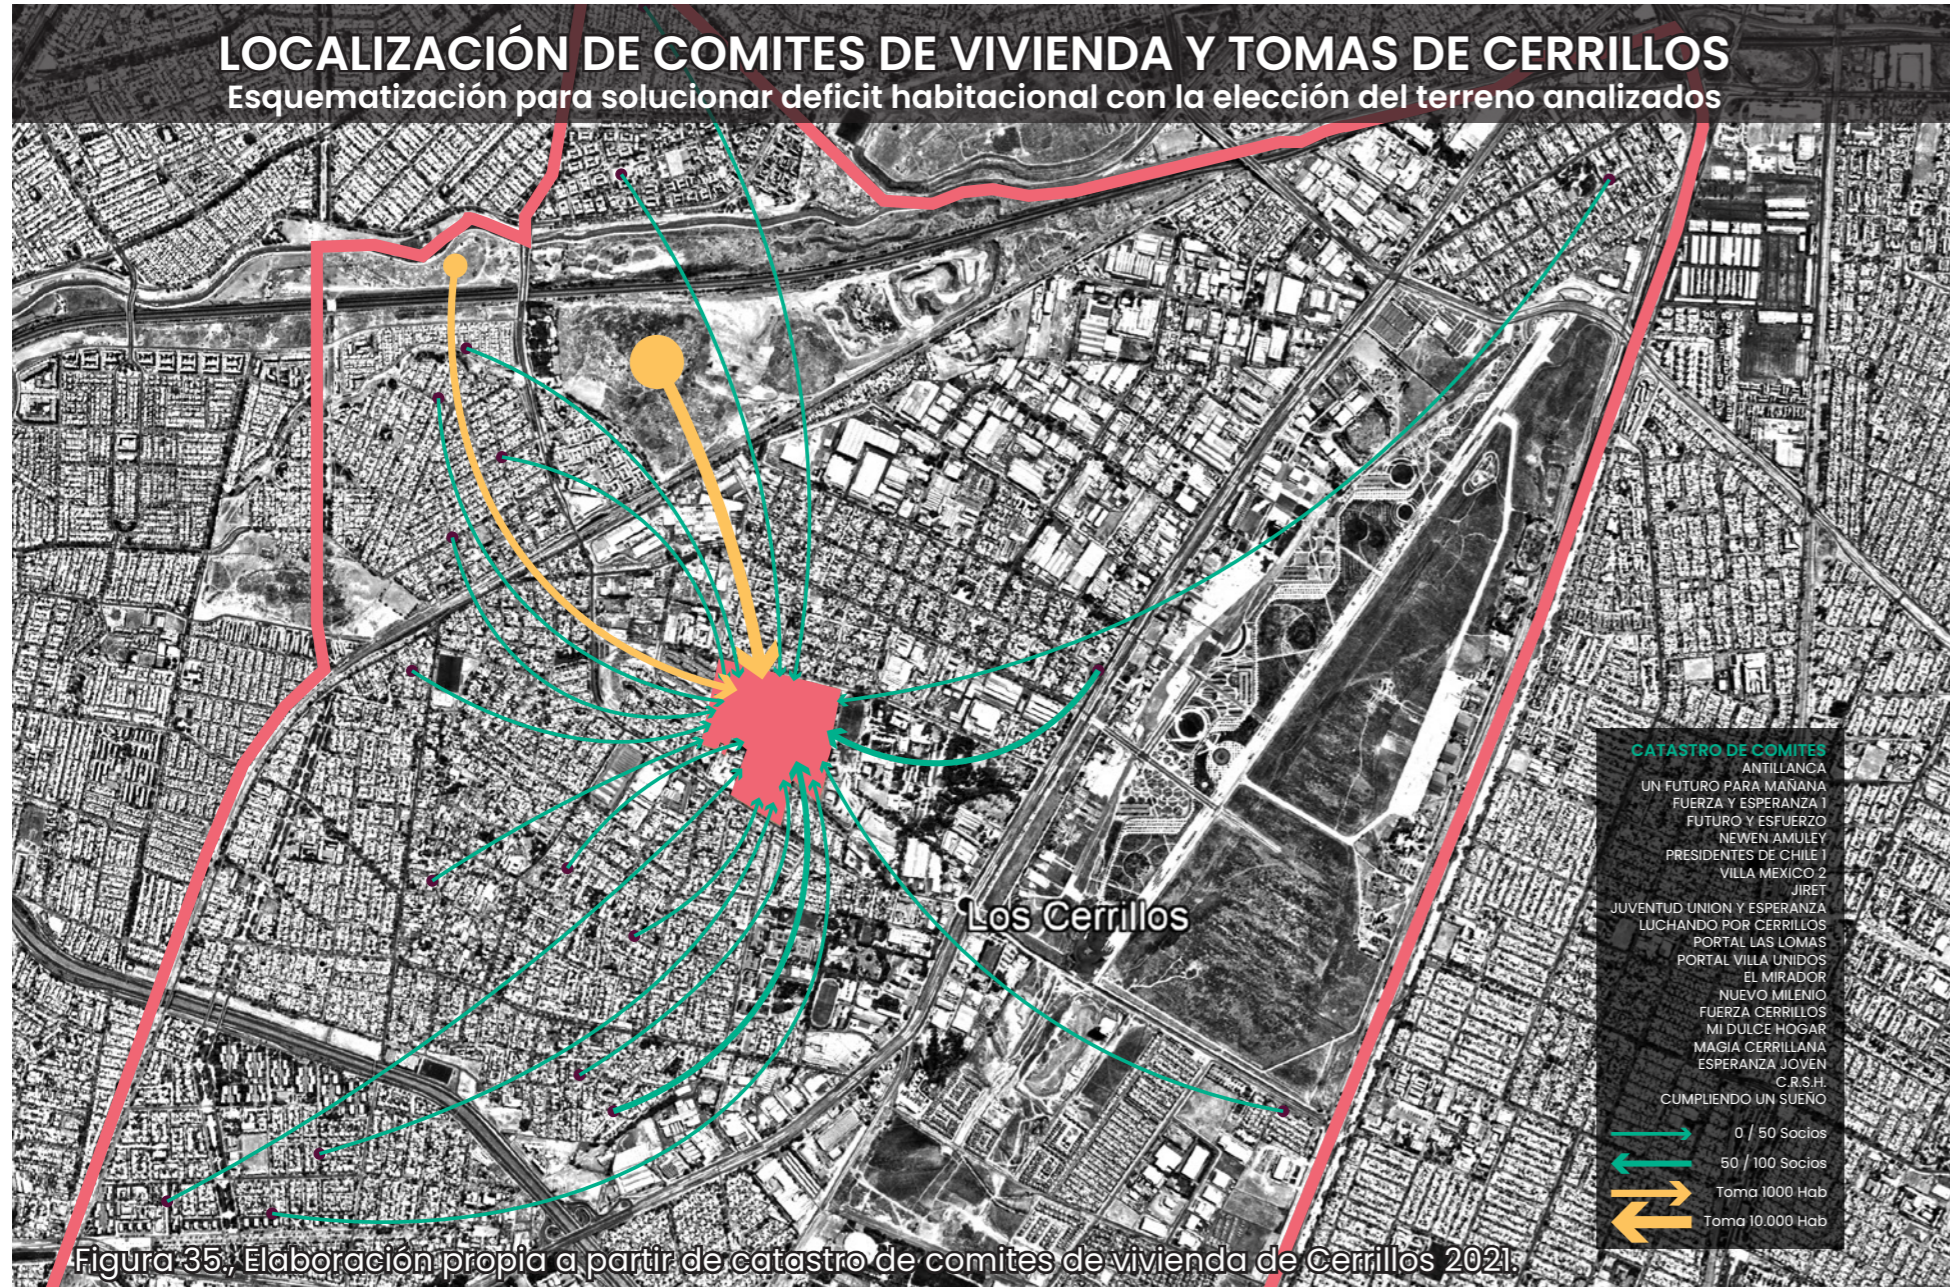 LOCALIZACIÓN DE COMITES DE VIVIENDA Y TOMAS DE CERRILLOS
Esquematización para solucionar deficit habitacional con la elección del terreno analizados
Los Cerrillos
CATASTRO DE COMITES
ANTILLANCA
UN FUTURO PARA MAÑANA
FUERZA Y ESPERANZA 1
FUTURO Y ESFUERZO
NEWEN AMULEY
PRESIDENTES DE CHILE 1
VILLA MEXICO 2
JIRET
JUVENTUD UNION Y ESPERANZA
LUCHANDO POR CERRILLOS
PORTAL LAS LOMAS
PORTAL VILLA UNIDOS
EL MIRADOR
NUEVO MILENIO
FUERZA CERRILLOS
MI DULCE HOGAR
MAGIA CERRILLANA
ESPERANZA JOVEN
C.R.S.H.
CUMPLIENDO UN SUEÑO
0 / 50 Socios
50 / 100 Socios
Toma 1000 Hab
Toma 10.000 Hab
Figura 35., Elaboración propia a partir de catastro de comites de vivienda de Cerrillos 2021.